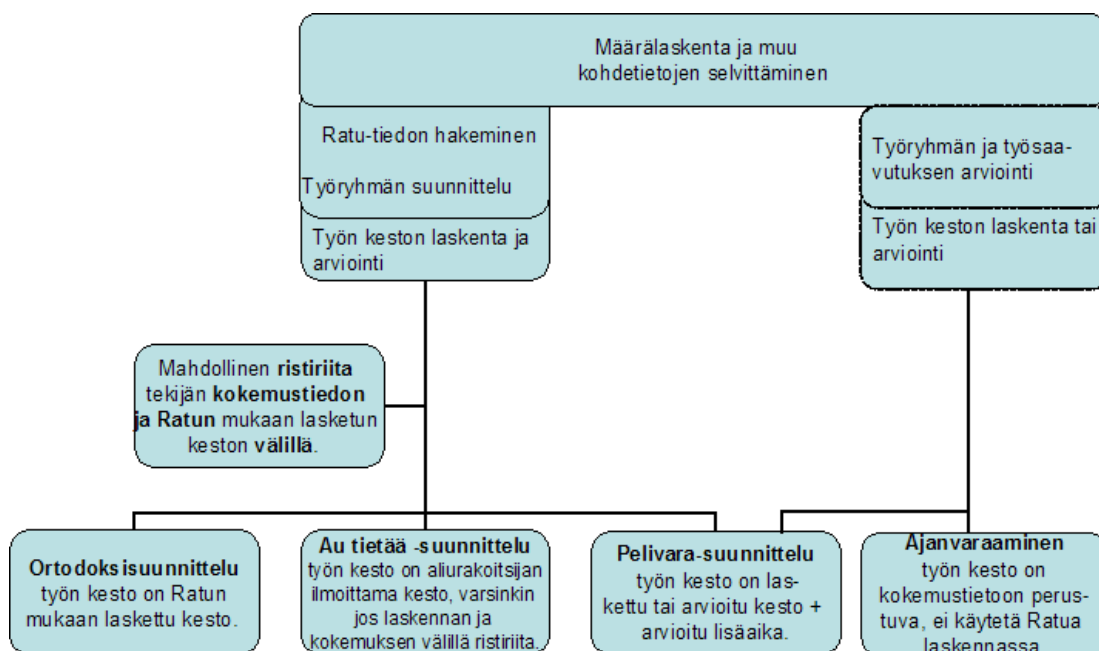 Määrälaskenta ja muu
kohdetietojen selvittäminen
Ratu-tiedon hakeminen
Työryhmän suunnittelu
Työn keston laskenta ja
arviointi
Työryhmän ja työsaa-
vutuksen arviointi
Työn keston laskenta tai
arviointi
Mahdollinen ristiriita
tekijän kokemustiedon
ja Ratun mukaan lasketun
keston välillä.
Ortodoksisuunnittelu
työn kesto on Ratun
mukaan laskettu kesto.
Au tietää -suunnittelu
työn kesto on aliurakoitsijan
ilmoittama kesto, varsinkin
jos laskennan ja
kokemuksen välillä ristiriita.
Pelivara-suunnittelu
työn kesto on las-
kettu tai arvioitu kesto +
arvioitu lisäaika.
Ajanvaraaminen
työn kesto on
kokemustietoon perus-
tuva, ei käytetä Ratua
laskennassa